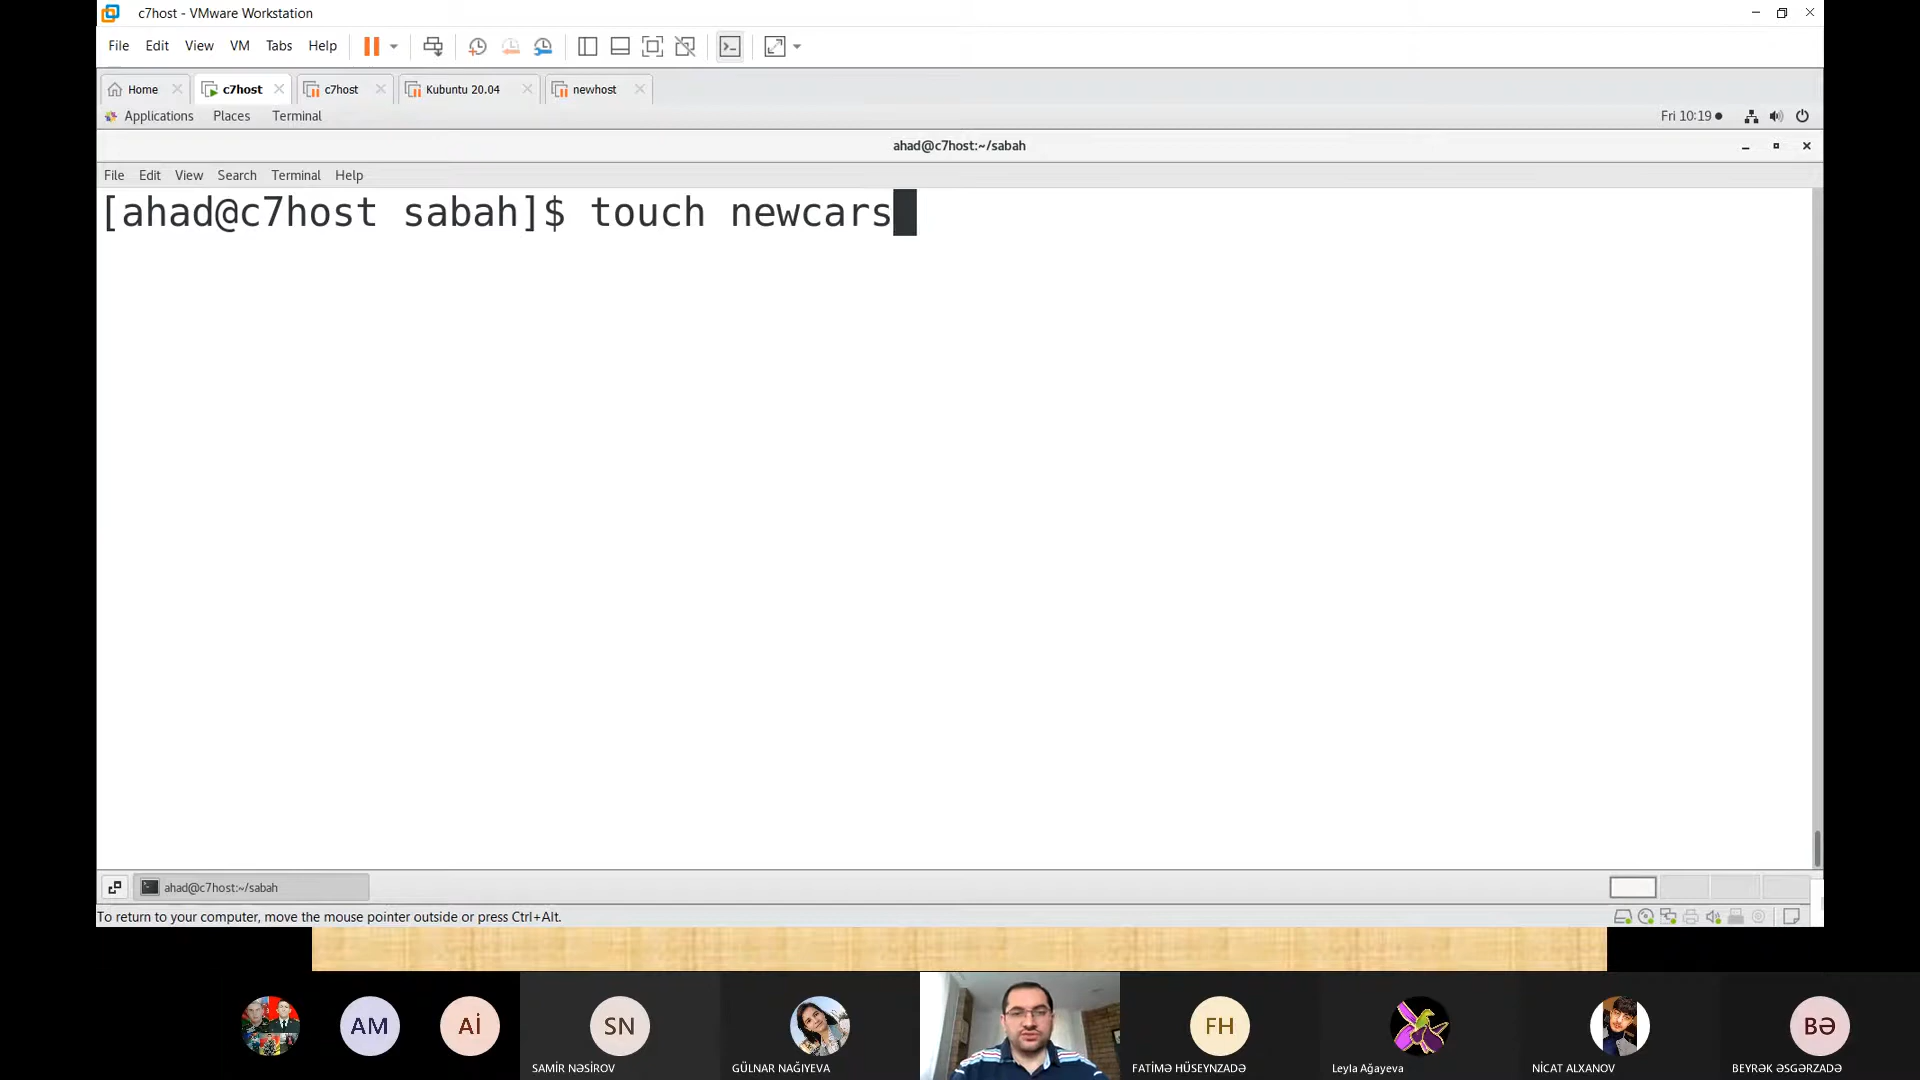 c7host - VMware Workstation
File Edit View VM Tabs Help
Home c7host c7host Kubuntu 20.04 newhost
Applications Places Terminal Fri 10:19
ahad@c7host:~/sabah
File Edit View Search Terminal Help
[ahad@c7host sabah]$ touch newcars
ahad@c7host:~/sabah
To return to your computer, move the mouse pointer outside or press Ctrl+Alt.
AM Aİ SN FH BƏ
SAMİR NƏSİROV GÜLNAR NAĞIYEVA FATİMƏ HÜSEYNZADƏ Leyla Ağayeva NİCAT ALXANOV BEYRƏK ƏSGƏRZADƏ